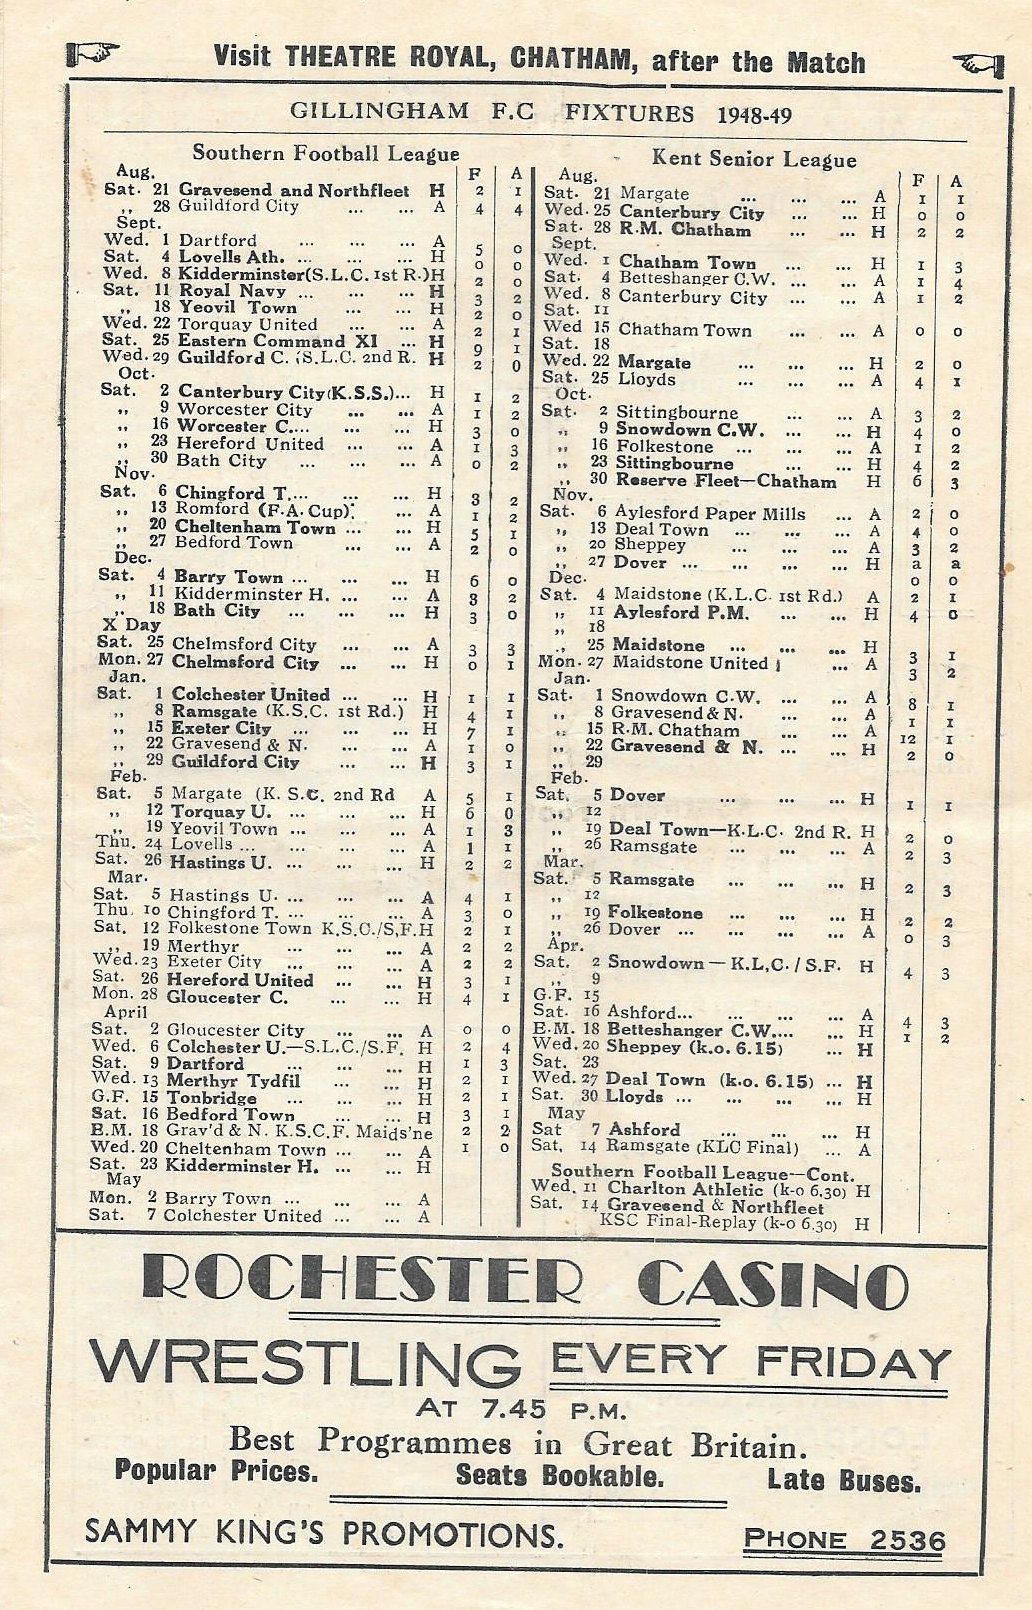 Visit THEATRE ROYAL, CHATHAM, after the Match
GILLINGHAM F.C FIXTURES 1948-49
Southern Football League
Aug. F A
Sat. 21 Gravesend and Northfleet H 2 1
,, 28 Guildford City ... ... A 4 4
Sept.
Wed. 1 Dartford ... ... ... A 5 0
Sat. 4 Lovells Ath. ... ... ... H 0 0
Wed. 8 Kidderminster(S.L.C. 1st R.)H 2 0
Sat. 11 Royal Navy ... ... ... H 3 2
,, 18 Yeovil Town ... ... H 2 0
Wed. 22 Torquay United ... ... A 2 1
Sat. 25 Eastern Command XI ... H 9 1
Wed. 29 Guildford C. (S.L.C. 2nd R. H 2 0
Oct.
Sat. 2 Canterbury City(K.S.S.)... H 1 2
,, 9 Worcester City ... ... A 1 2
,, 16 Worcester C.... ... ... H 3 0
,, 23 Hereford United ... ... A 1 3
,, 30 Bath City ... ... ... A 0 2
Nov.
Sat. 6 Chingford T.... ... ... H 3 2
,, 13 Romford (F.A. Cup). ... A 1 2
,, 20 Cheltenham Town ... ... H 5 1
,, 27 Bedford Town ... ... A 2 0
Dec.
Sat. 4 Barry Town ... ... ... H 6 0
,, 11 Kidderminster H. ... ... A 3 2
,, 18 Bath City ... ... ... H 3 0
X Day
Sat. 25 Chelmsford City ... ... A 3 3
Mon. 27 Chelmsford City ... ... H 0 1
Jan.
Sat. 1 Colchester United ... ... H 1 1
,, 8 Ramsgate (K.S.C. 1st Rd.) H 4 1
,, 15 Exeter City ... ... ... H 7 1
,, 22 Gravesend & N. ... ... A 1 0
,, 29 Guildford City ... ... H 3 1
Feb.
Sat. 5 Margate (K. S.C. 2nd Rd A 5 1
,, 12 Torquay U. ... ... ... H 6 0
,, 19 Yeovil Town ... ... ... A 1 3
Thu. 24 Lovells ... ... ... A 1 1
Sat. 26 Hastings U. ... ... ... H 2 2
Mar.
Sat. 5 Hastings U. ... ... ... A 4 1
Thu. 10 Chingford T. ... ... ... A 3 0
Sat. 12 Folkestone Town K.S.C./S,F.H 2 1
,, 19 Merthyr ... ... ... A 2 2
Wed. 23 Exeter City ... ... ... A 2 2
Sat. 26 Hereford United ... ... H 3 1
Mon. 28 Gloucester C. ... ... H 4 1
April
Sat. 2 Gloucester City ... ... A 0 0
Wed. 6 Colchester U.—S.L.C./S.F. H 2 4
Sat. 9 Dartford ... ... ... H 1 3
Wed. 13 Merthyr Tydfil ... ... H 2 1
G.F. 15 Tonbridge ... ... ... H 2 1
Sat. 16 Bedford Town ... ... H 3 1
E.M. 18 Grav'd & N. K.S.C.F. Maids'ne 2 2
Wed. 20 Cheltenham Town ... ... A 1 0
Sat. 23 Kidderminster H. ... ... H
May
Mon. 2 Barry Town ... ... ... A
Sat. 7 Colchester United ... ... A
Kent Senior League
Aug. F A
Sat. 21 Margate ... ... ... A 1 1
Wed. 25 Canterbury City ... ... H 0 0
Sat. 28 R.M. Chatham ... ... H 2 2
Sept.
Wed. 1 Chatham Town ... ... H 1 3
Sat. 4 Betteshanger C.W. ... ... A 1 4
Wed. 8 Canterbury City ... ... A 1 2
Sat. 11
Wed 15 Chatham Town ... ... A 0 0
Sat. 18
Wed. 22 Margate ... ... ... H 2 0
Sat. 25 Lloyds ... ... ... A 4 1
Oct.
Sat. 2 Sittingbourne ... ... A 3 2
,, 9 Snowdown C.W. ... ... H 4 0
,, 16 Folkestone ... ... ... A 1 2
,, 23 Sittingbourne ... ... H 4 2
,, 30 Reserve Fleet—Chatham H 6 3
Nov.
Sat. 6 Aylesford Paper Mills ... A 2 0
,, 13 Deal Town ... ... ... A 4 0
,, 20 Sheppey ... ... ... A 3 2
,, 27 Dover ... ... ... ... H a a
Dec. 0 0
Sat. 4 Maidstone (K.L.C. 1st Rd.) A 2 1
,, 11 Aylesford P.M. ... ... H 4 0
,, 18
,, 25 Maidstone ... ... ... H 3 1
Mon. 27 Maidstone United ... A 3 2
Jan.
Sat. 1 Snowdown C.W. ... ... A 8 1
,, 8 Gravesend & N. ... ... A 1 1
,, 15 R.M. Chatham ... ... A 12 1
,, 22 Gravesend & N. ... ... H 2 0
,, 29
Feb.
Sat. 5 Dover ... ... ... H 1 1
,, 12
,, 19 Deal Town—K.L.C. 2nd R. H 2 0
,, 26 Ramsgate ... ... ... A 2 3
Mar.
Sat. 5 Ramsgate ... ... ... H 2 3
,, 12
,, 19 Folkestone ... ... ... H 2 2
,, 26 Dover ... ... ... ... A 0 3
Apr.
Sat. 2 Snowdown — K.L,C. / S.F. H 4 3
,, 9
G.F. 15
Sat. 16 Ashford... ... ... ... A 4 3
E.M. 18 Betteshanger C.W.... ... H 1 2
Wed. 20 Sheppey (k.o. 6.15) ... H
Sat. 23
Wed. 27 Deal Town (k.o. 6.15) ... H
Sat. 30 Lloyds ... ... ... ... H
May
Sat 7 Ashford ... ... ... H
Sat. 14 Ramsgate (KLC Final) ... A
Southern Football League—Cont.
Wed. 11 Charlton Athletic (k-o 6.30) H
Sat. 14 Gravesend & Northfleet
KSC Final-Replay (k-o 6.30) H
ROCHESTER CASINO
WRESTLING EVERY FRIDAY
AT 7.45 P.M.
Best Programmes in Great Britain.
Popular Prices. Seats Bookable. Late Buses.
SAMMY KING'S PROMOTIONS. PHONE 2536